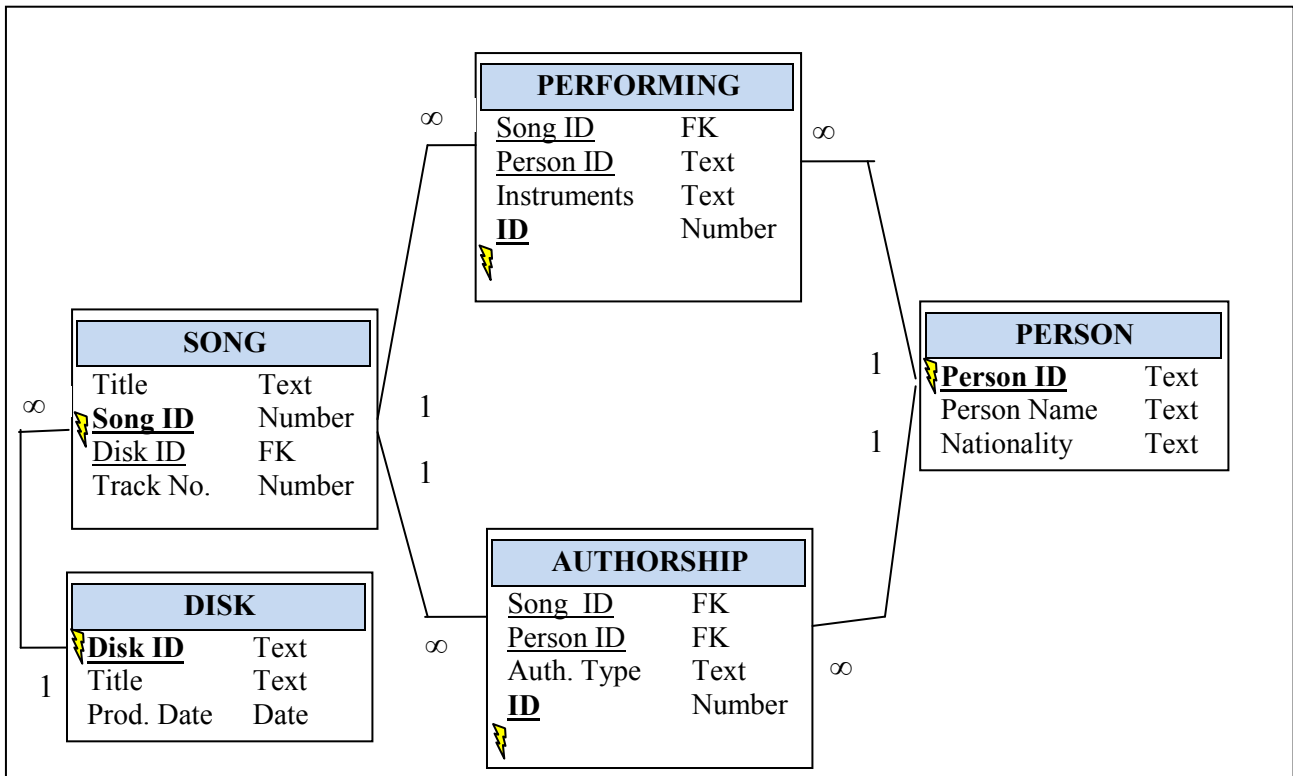 PERFORMING
Song ID FK
Person ID Text
Instruments Text
ID Number
∞
∞
SONG
Title Text
Song ID Number
Disk ID FK
Track No. Number
∞
1
1
PERSON
Person ID Text
Person Name Text
Nationality Text
1
1
DISK
Disk ID Text
Title Text
Prod. Date Date
1
AUTHORSHIP
Song ID FK
Person ID FK
Auth. Type Text
ID Number
∞
∞